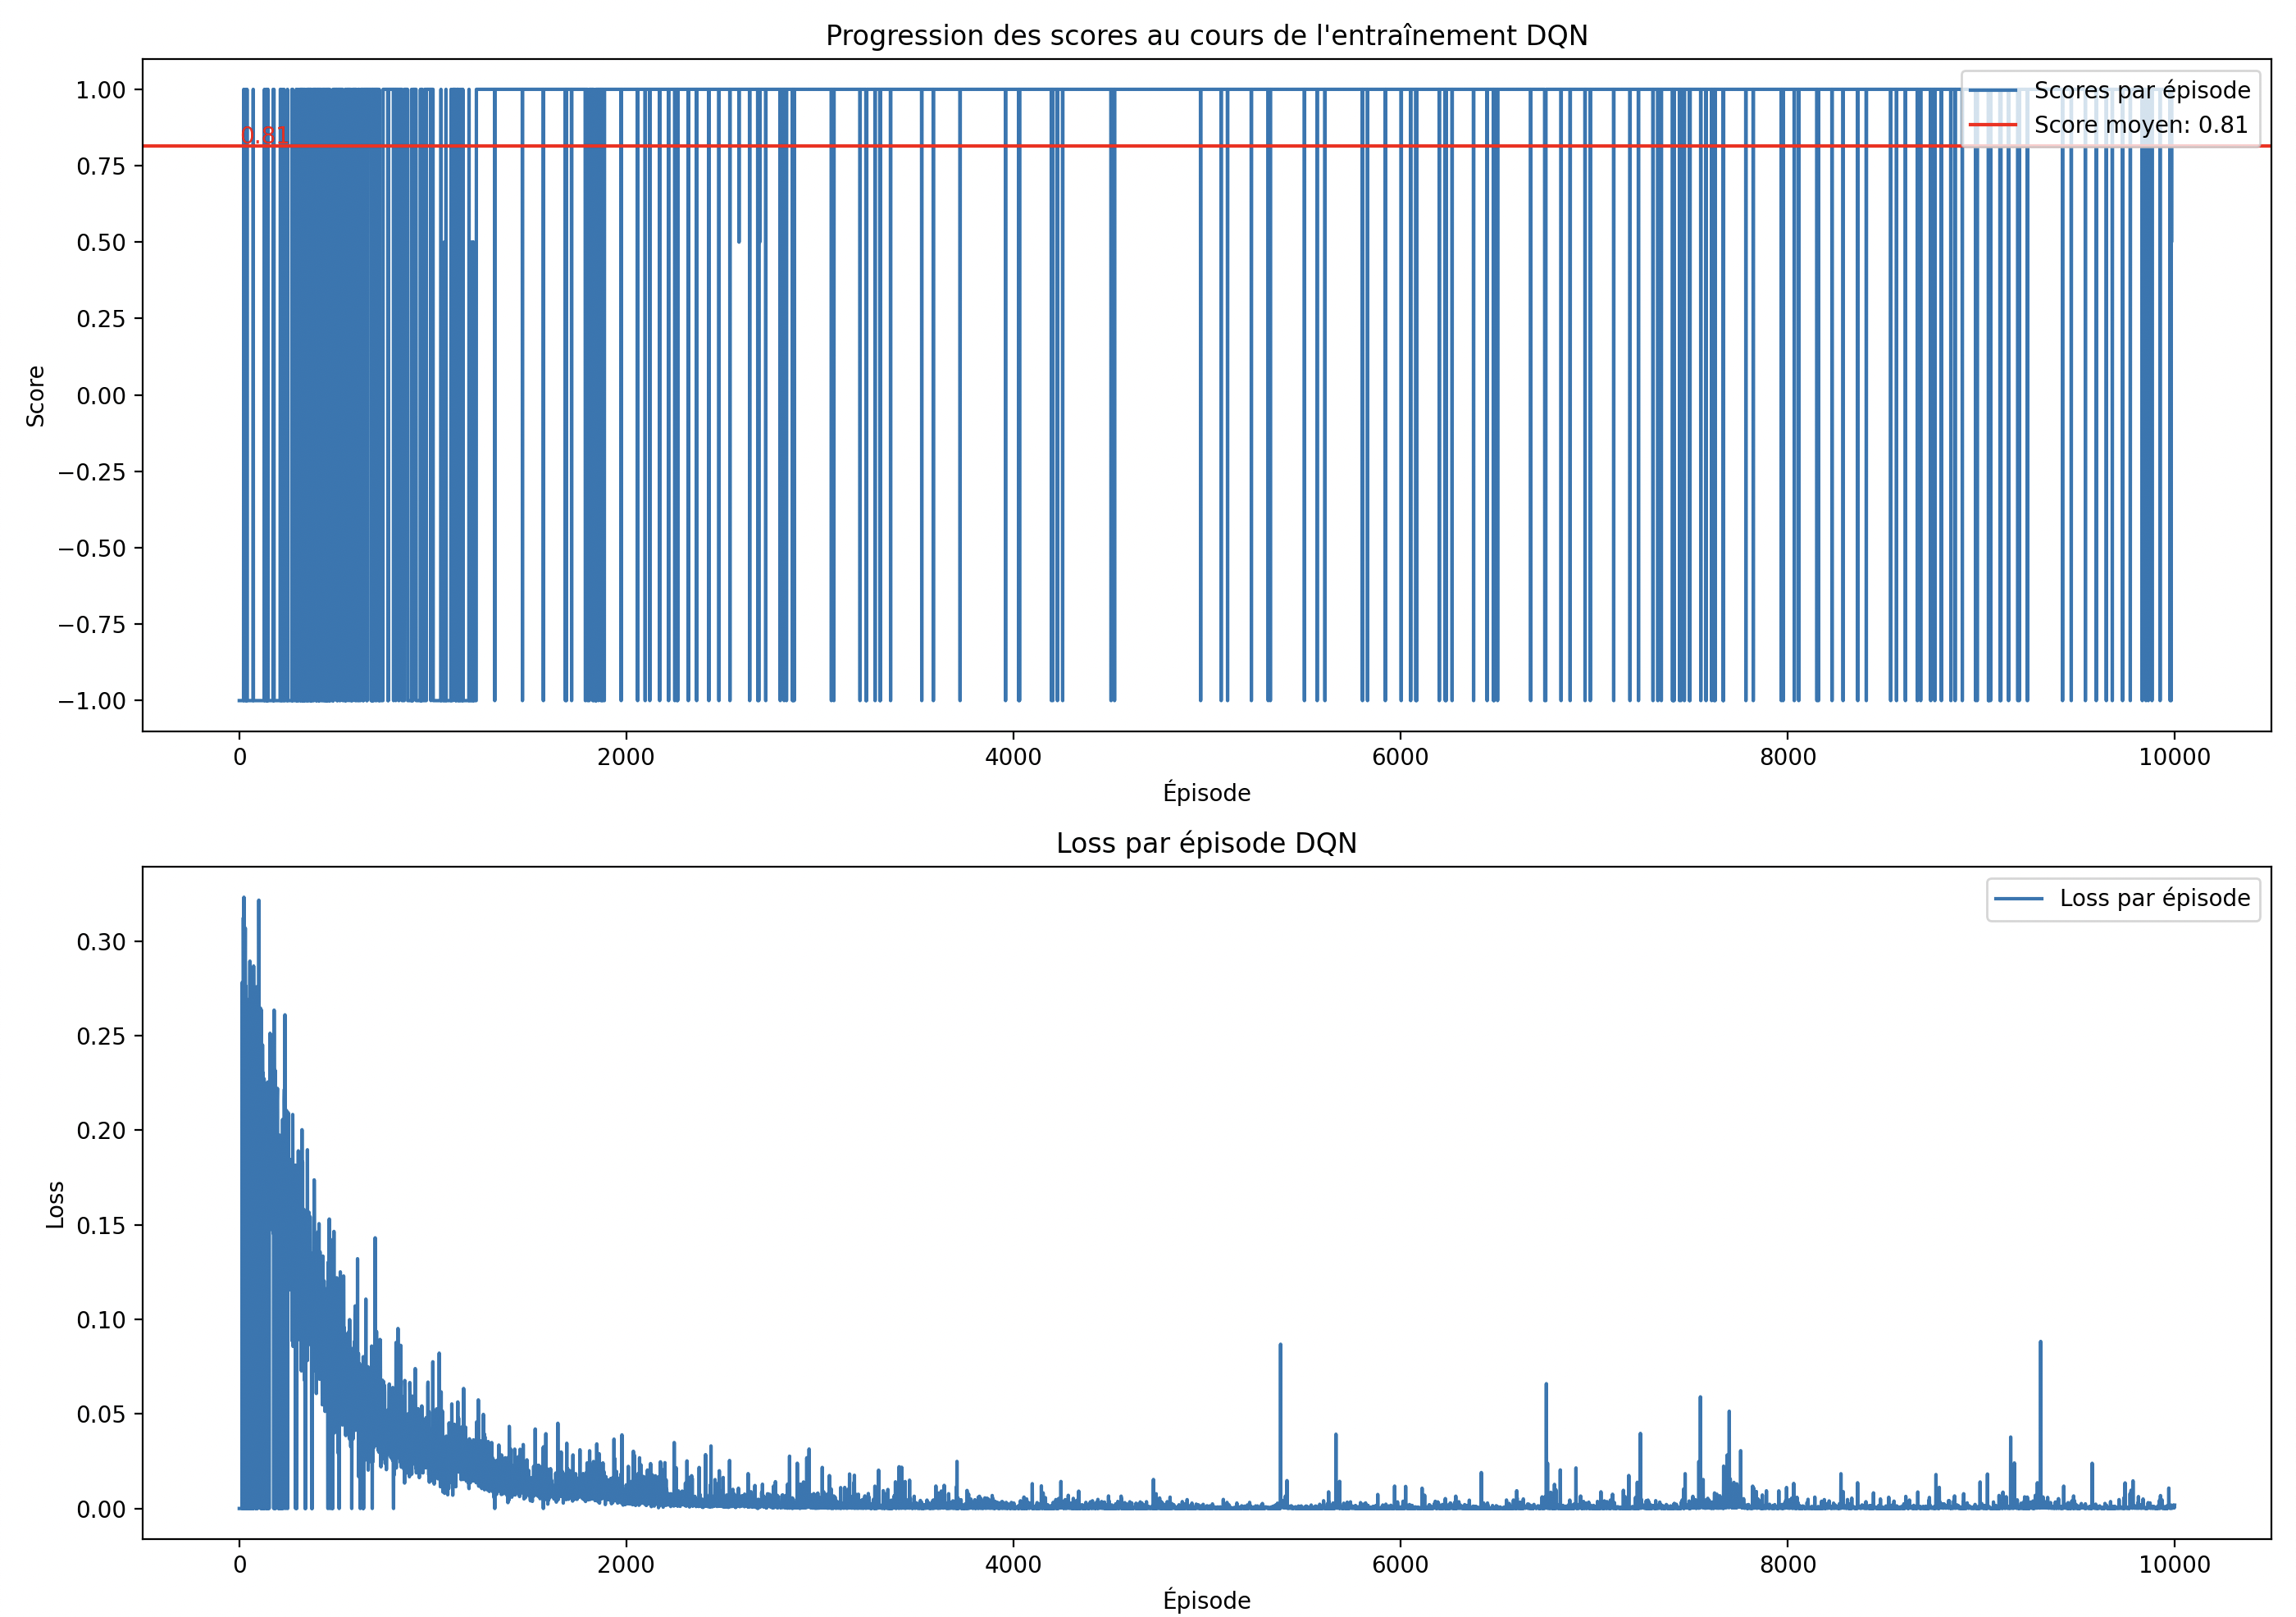 Progression des scores au cours de l'entraînement DQN
Scores par épisode
Score moyen: 0.81
0.81
1.00
0.75
0.50
0.25
0.00
−0.25
−0.50
−0.75
−1.00
Score
0 2000 4000 6000 8000 10000
Épisode
Loss par épisode DQN
Loss par épisode
0.30
0.25
0.20
0.15
0.10
0.05
0.00
Loss
0 2000 4000 6000 8000 10000
Épisode